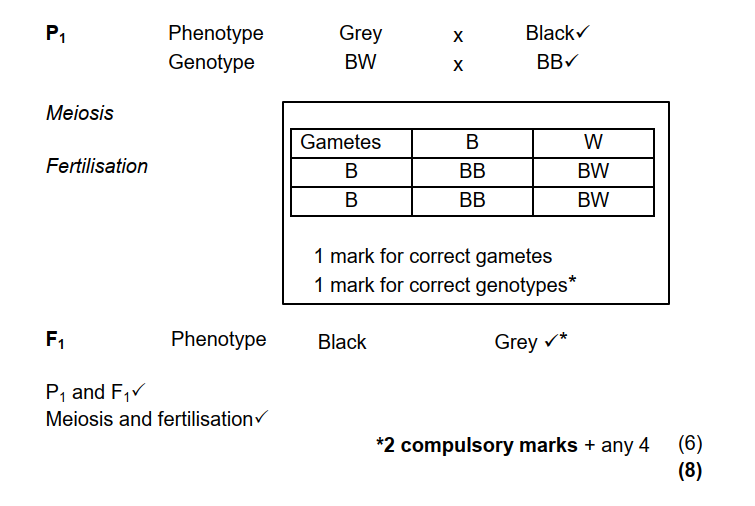 P₁ Phenotype Grey x Black✓
Genotype BW x BB✓
Meiosis
Fertilisation
Gametes B W
B BB BW
B BB BW
1 mark for correct gametes
1 mark for correct genotypes*
F₁ Phenotype Black Grey ✓*
P₁ and F₁✓
Meiosis and fertilisation✓
*2 compulsory marks + any 4 (6)
(8)